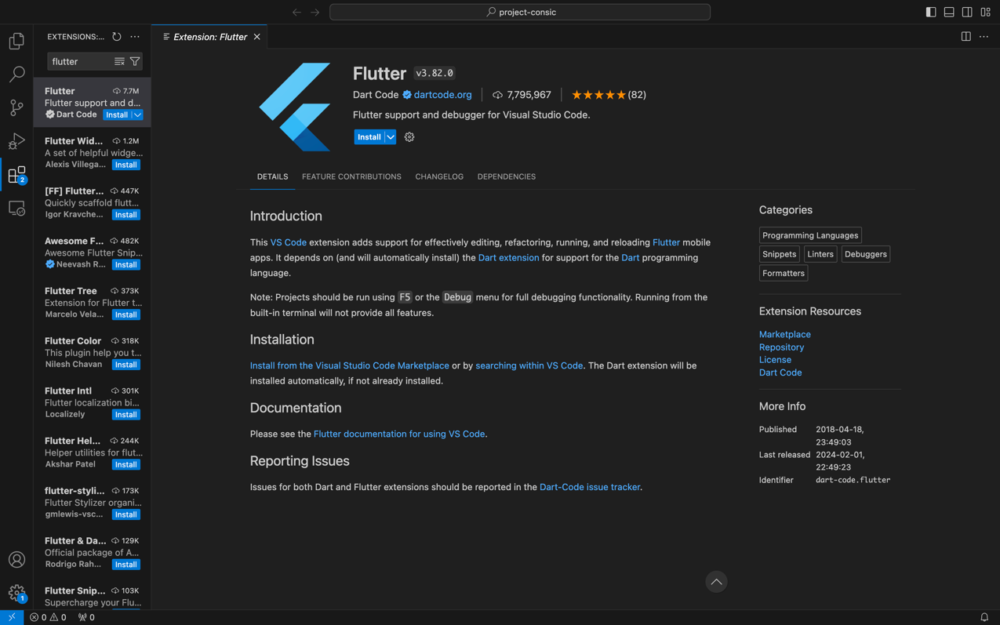 project-consic
EXTENSIONS:...
flutter
Flutter 7.7M
Flutter support and d...
Dart Code Install
Flutter Wid... 1.2M
A set of helpful widge...
Alexis Villega... Install
[FF] Flutter... 447K
Quickly scaffold flutt...
Igor Kravche... Install
Awesome F... 482K
Awesome Flutter Snip...
Neevash R... Install
Flutter Tree 373K
Extension for Flutter t...
Marcelo Vela... Install
Flutter Color 318K
This plugin help you t...
Nilesh Chavan Install
Flutter Intl 301K
Flutter localization bi...
Localizely Install
Flutter Hel... 244K
Helper utilities for flut...
Akshar Patel Install
flutter-styli... 173K
Flutter Stylizer organi...
gmlewis-vsc... Install
Flutter & Da... 129K
Official package of A...
Rodrigo Rah... Install
Flutter Snip... 103K
Supercharge your Flu...
2
1
Extension: Flutter
Flutter v3.82.0
Dart Code dartcode.org 7,795,967 (82)
Flutter support and debugger for Visual Studio Code.
Install
DETAILS FEATURE CONTRIBUTIONS CHANGELOG DEPENDENCIES
Introduction
This VS Code extension adds support for effectively editing, refactoring, running, and reloading Flutter mobile
apps. It depends on (and will automatically install) the Dart extension for support for the Dart programming
language.
Note: Projects should be run using F5 or the Debug menu for full debugging functionality. Running from the
built-in terminal will not provide all features.
Installation
Install from the Visual Studio Code Marketplace or by searching within VS Code. The Dart extension will be
installed automatically, if not already installed.
Documentation
Please see the Flutter documentation for using VS Code.
Reporting Issues
Issues for both Dart and Flutter extensions should be reported in the Dart-Code issue tracker.
Categories
Programming Languages
Snippets Linters Debuggers
Formatters
Extension Resources
Marketplace
Repository
License
Dart Code
More Info
Published 2018-04-18,
23:49:03
Last released 2024-02-01,
22:49:23
Identifier dart-code.flutter
0 0 0